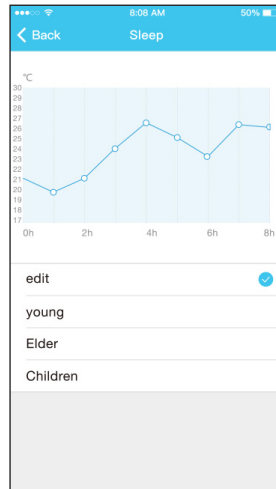 8:08 AM 50%
Back Sleep
°C
30
29
28
27
26
25
24
23
22
21
20
19
18
17
0h 2h 4h 6h 8h
edit
young
Elder
Children